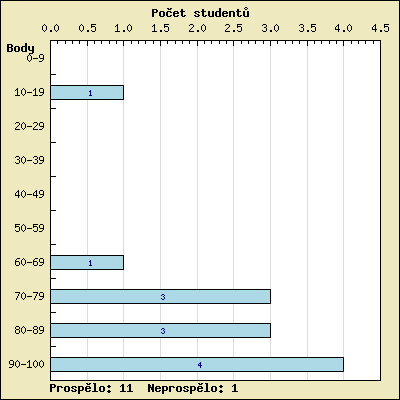 Počet studentů
0.0 0.5 1.0 1.5 2.0 2.5 3.0 3.5 4.0 4.5
Body
0-9
10-19 1
20-29
30-39
40-49
50-59
60-69 1
70-79 3
80-89 3
90-100 4
Prospělo: 11 Neprospělo: 1